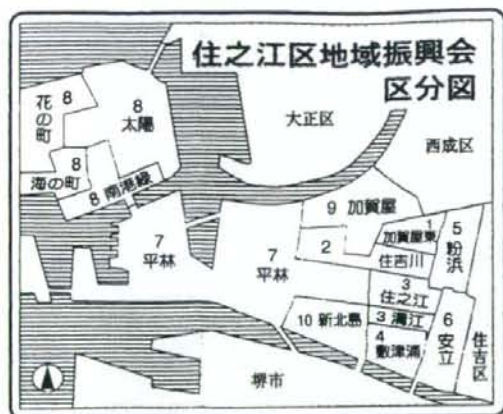 住之江区地域振興会
区分図
花の町
8
8
太陽
大正区
西成区
8
海の町
8 南港緑
9 加賀屋
1
加賀屋東
5
粉浜
7
平林
7
平林
2
住吉川
3
住之江
10 新北島
3 清江
4
敷津浦
6
安立
住吉区
堺市